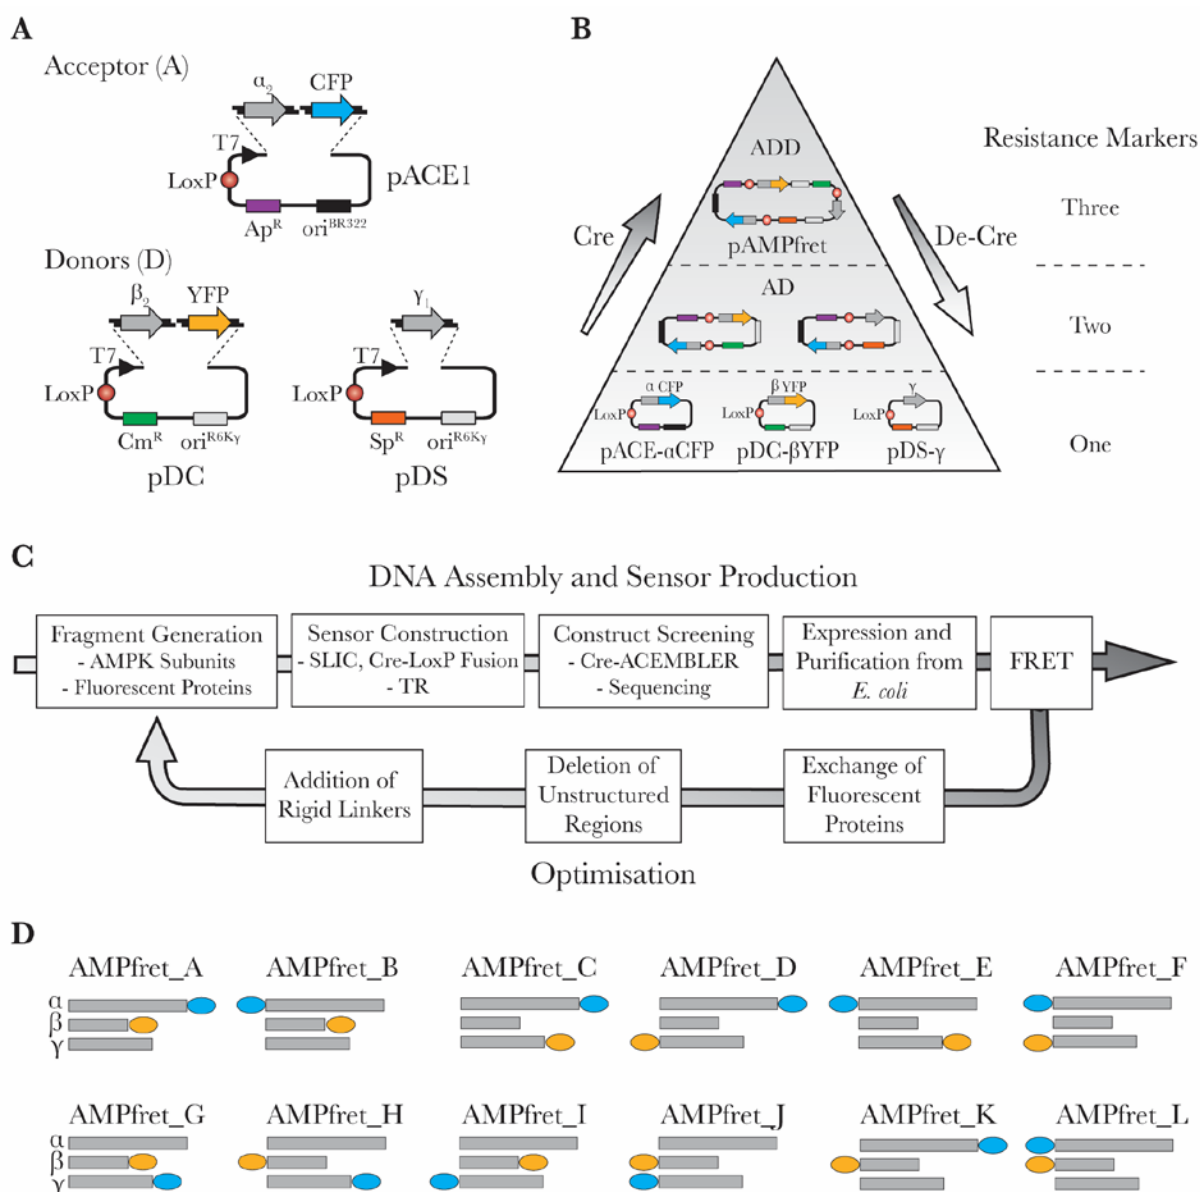 A
Acceptor (A)
α2 CFP
T7
LoxP
pACE1
ApR oriBR322
Donors (D)
β2 YFP
γ1
T7
T7
LoxP
LoxP
CmR oriR6Kγ
SpR oriR6Kγ
pDC
pDS
B
Resistance Markers
ADD
pAMPfret
Three
Cre
De-Cre
AD
Two
α CFP
β YFP
γ
LoxP
LoxP
LoxP
pACE-αCFP pDC-βYFP pDS-γ
One
C
DNA Assembly and Sensor Production
Fragment Generation
- AMPK Subunits
- Fluorescent Proteins
Sensor Construction
- SLIC, Cre-LoxP Fusion
- TR
Construct Screening
- Cre-ACEMBLER
- Sequencing
Expression and
Purification from
E. coli
FRET
Addition of
Rigid Linkers
Deletion of
Unstructured
Regions
Exchange of
Fluorescent
Proteins
Optimisation
D
AMPfret_A AMPfret_B AMPfret_C AMPfret_D AMPfret_E AMPfret_F
α
β
γ
AMPfret_G AMPfret_H AMPfret_I AMPfret_J AMPfret_K AMPfret_L
α
β
γ